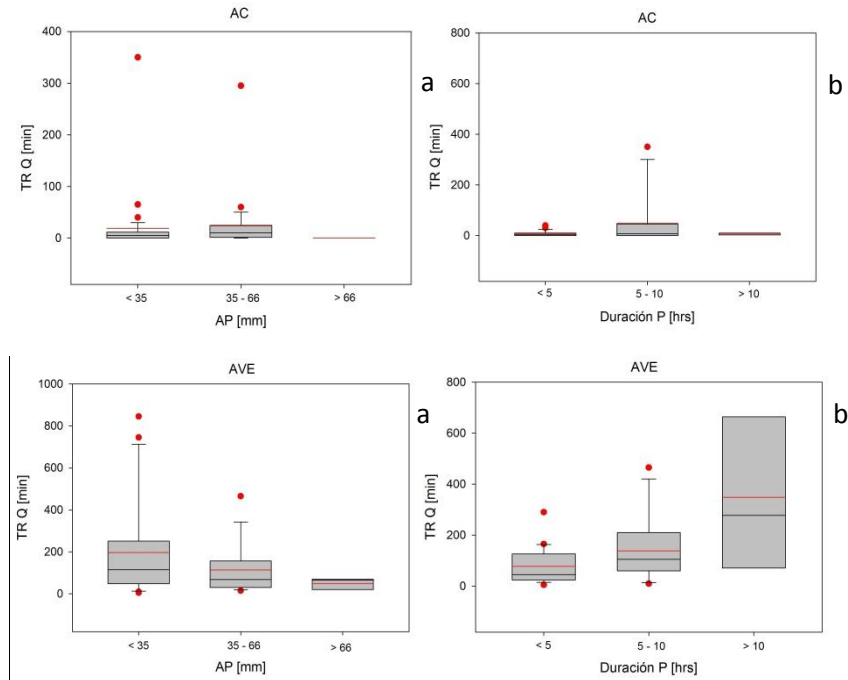 AC
400
300
200
100
0
TR Q [min]
< 35
35 - 66
> 66
AP [mm]
a
AC
800
600
400
200
0
TR Q [min]
< 5
5 - 10
> 10
Duración P [hrs]
b
AVE
1000
800
600
400
200
0
TR Q [min]
< 35
35 - 66
> 66
AP [mm]
a
AVE
800
600
400
200
0
TR Q [min]
< 5
5 - 10
> 10
Duración P [hrs]
b